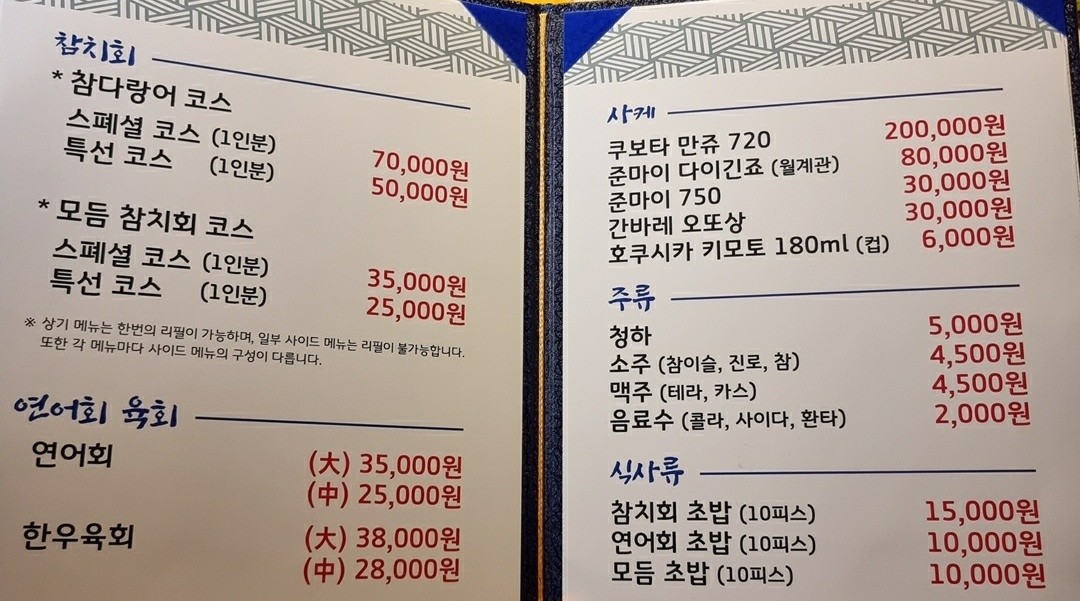 참치회
* 참다랑어 코스
스페셜 코스 (1인분) 70,000원
특선 코스 (1인분) 50,000원
* 모듬 참치회 코스
스페셜 코스 (1인분) 35,000원
특선 코스 (1인분) 25,000원
※ 상기 메뉴는 한번의 리필이 가능하며, 일부 사이드 메뉴는 리필이 불가능합니다.
또한 각 메뉴마다 사이드 메뉴의 구성이 다릅니다.
연어회 육회
연어회 (大) 35,000원
(中) 25,000원
한우육회 (大) 38,000원
(中) 28,000원
사케
쿠보타 만쥬 720 200,000원
준마이 다이긴죠 (월계관) 80,000원
준마이 750 30,000원
간바레 오또상 30,000원
호쿠시카 키모토 180ml (컵) 6,000원
주류
청하 5,000원
소주 (참이슬, 진로, 참) 4,500원
맥주 (테라, 카스) 4,500원
음료수 (콜라, 사이다, 환타) 2,000원
식사류
참치회 초밥 (10피스) 15,000원
연어회 초밥 (10피스) 10,000원
모듬 초밥 (10피스) 10,000원